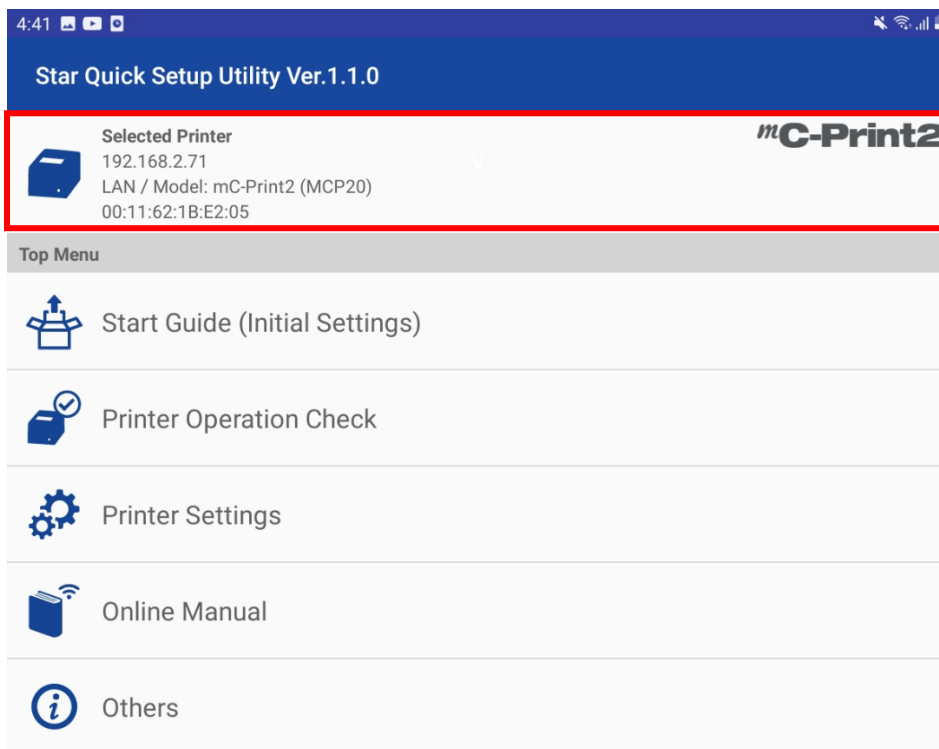 4:41
Star Quick Setup Utility Ver.1.1.0
Selected Printer
mC-Print2
192.168.2.71
LAN / Model: mC-Print2 (MCP20)
00:11:62:1B:E2:05
Top Menu
Start Guide (Initial Settings)
Printer Operation Check
Printer Settings
Online Manual
Others